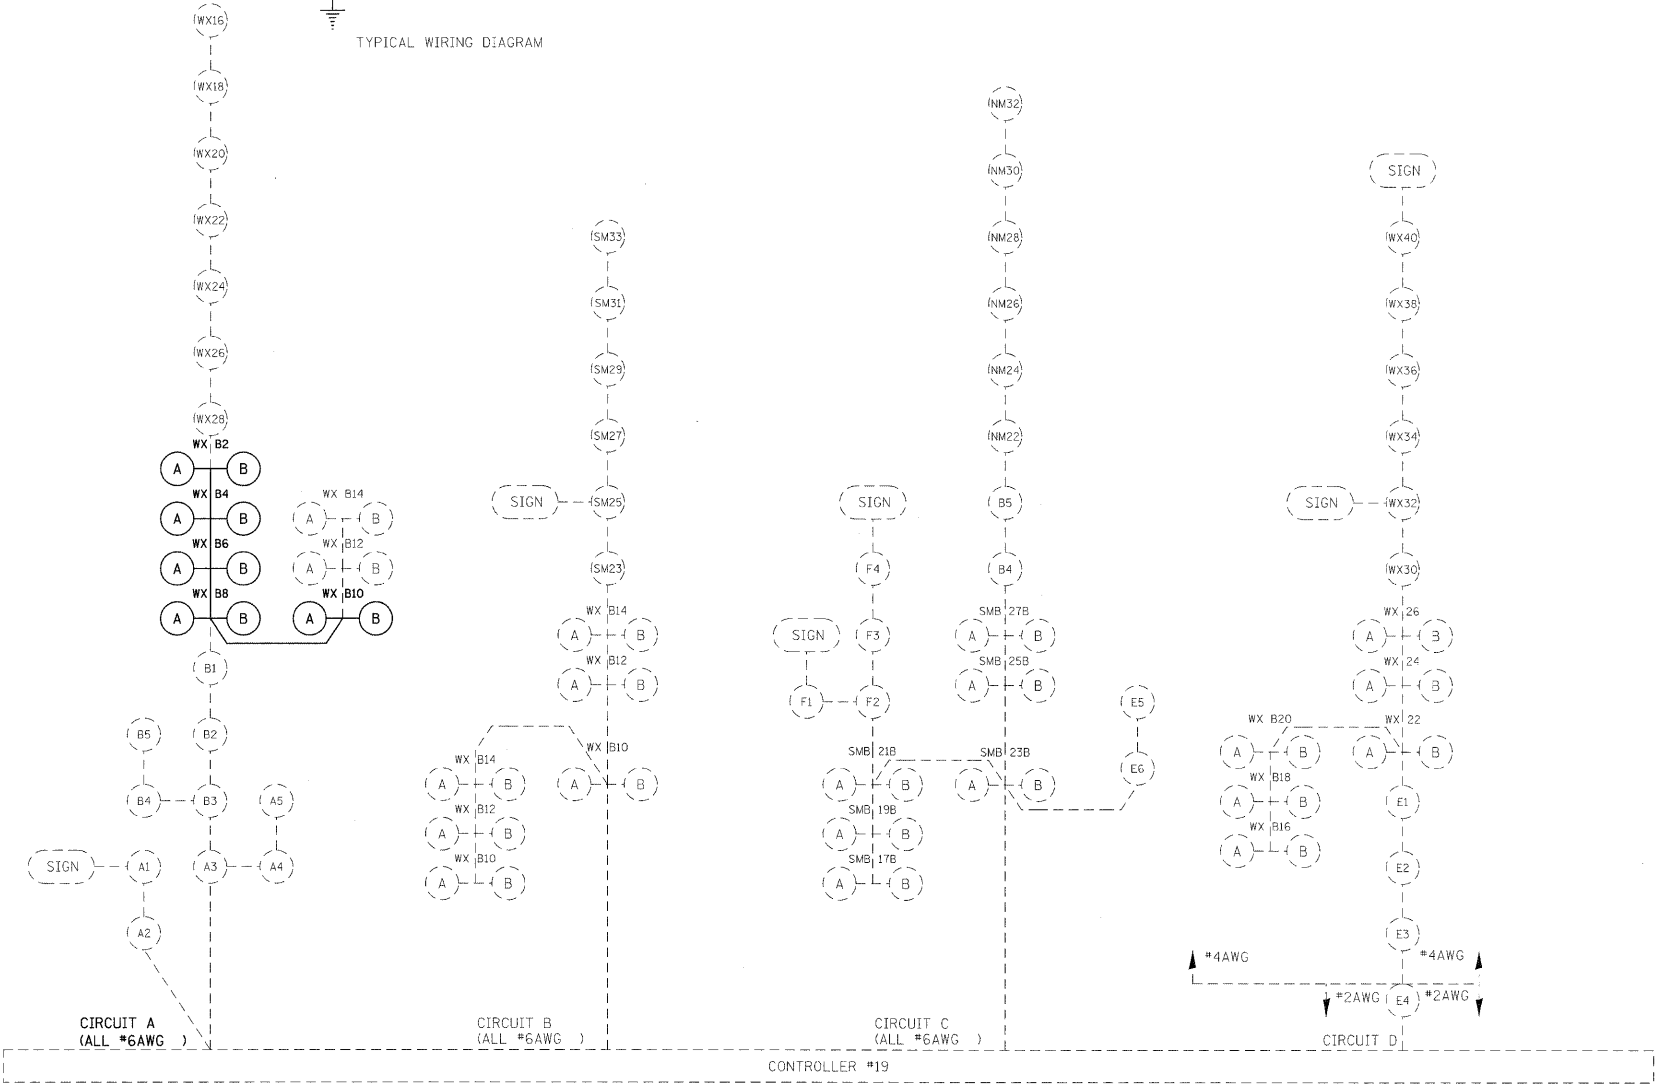 TYPICAL WIRING DIAGRAM
WX16
WX18
WX20
WX22
WX24
WX26
WX28
WX B2
A B
WX B4
A B
WX B6
A B
WX B8
A B
WX B14
A B
WX B12
A B
WX B10
A B
B1
B5 B2
B4 B3 A5
SIGN A1 A3 A4
A2
CIRCUIT A
(ALL #6AWG )
SM33
SM31
SM29
SM27
SIGN SM25
SM23
WX B14
A B
WX B12
A B
WX B10
A B
WX B14
A B
WX B12
A B
WX B10
A B
CIRCUIT B
(ALL #6AWG )
NM32
NM30
NM28
NM26
NM24
NM22
SIGN B5
F4 B4
SMB 27B
SIGN F3 A B
SMB 25B
A B
F1 F2 E5
SMB 21B SMB 23B
A B A B E6
SMB 19B
A B
SMB 17B
A B
CIRCUIT C
(ALL #6AWG )
SIGN
WX40
WX38
WX36
WX34
SIGN WX32
WX30
WX 26
A B
WX 24
A B
WX B20 WX 22
A B A B
WX B18
A B E1
WX B16
A B
E2
E3
#4AWG #4AWG
#2AWG E4 #2AWG
CIRCUIT D
CONTROLLER #19